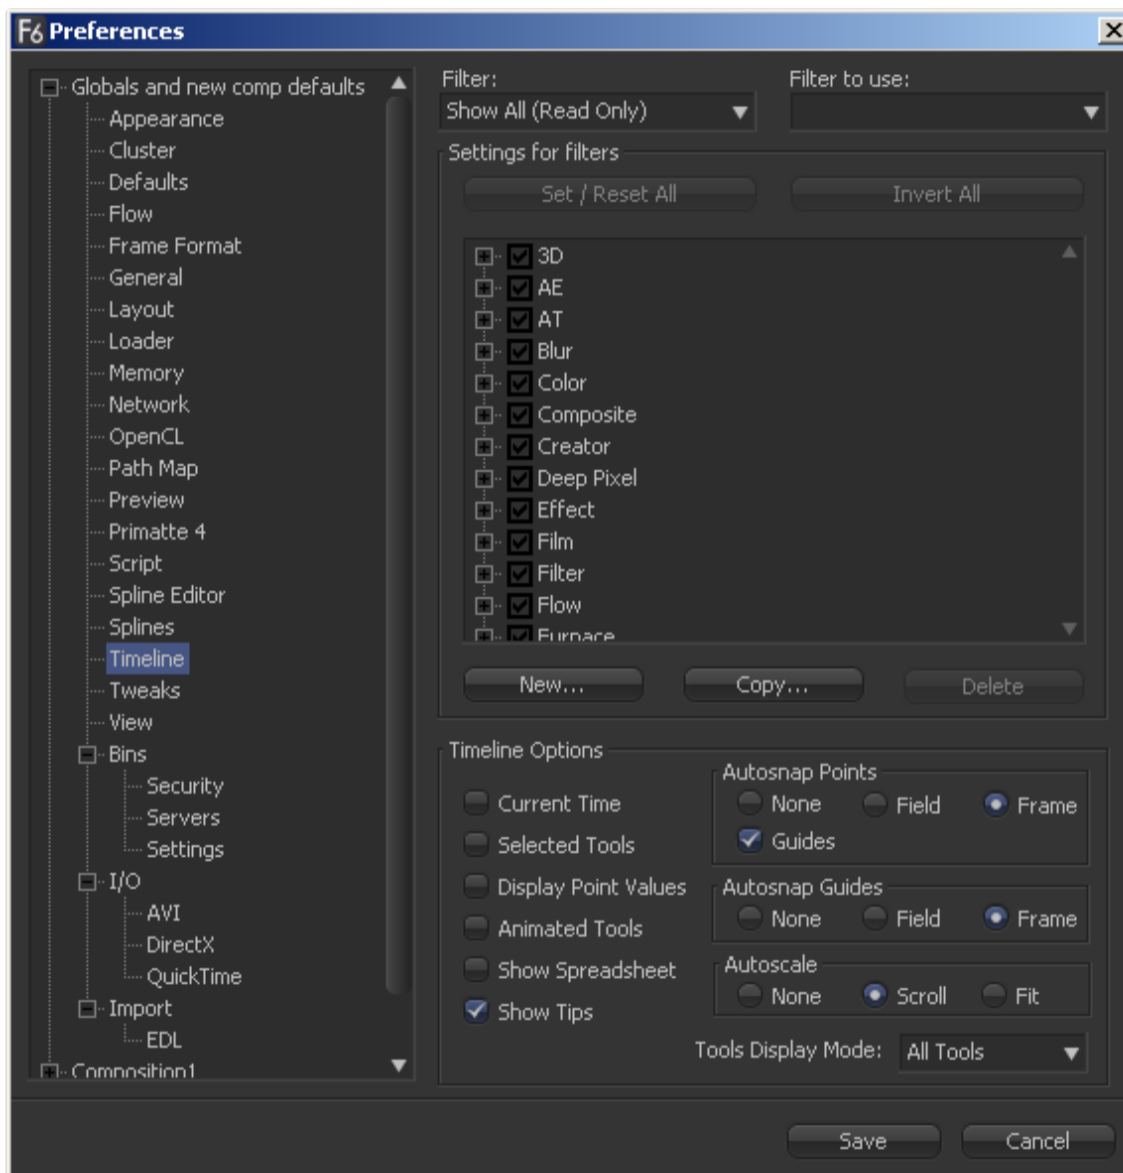 F6 Preferences
Globals and new comp defaults
Appearance
Cluster
Defaults
Flow
Frame Format
General
Layout
Loader
Memory
Network
OpenCL
Path Map
Preview
Primatte 4
Script
Spline Editor
Splines
Timeline
Tweaks
View
Bins
Security
Servers
Settings
I/O
AVI
DirectX
QuickTime
Import
EDL
Composition1
Filter:
Show All (Read Only)
Filter to use:
Settings for filters
Set / Reset All
Invert All
3D
AE
AT
Blur
Color
Composite
Creator
Deep Pixel
Effect
Film
Filter
Flow
Furnace
New...
Copy...
Delete
Timeline Options
Current Time
Selected Tools
Display Point Values
Animated Tools
Show Spreadsheet
Show Tips
Autosnap Points
None Field Frame
Guides
Autosnap Guides
None Field Frame
Autoscale
None Scroll Fit
Tools Display Mode: All Tools
Save
Cancel